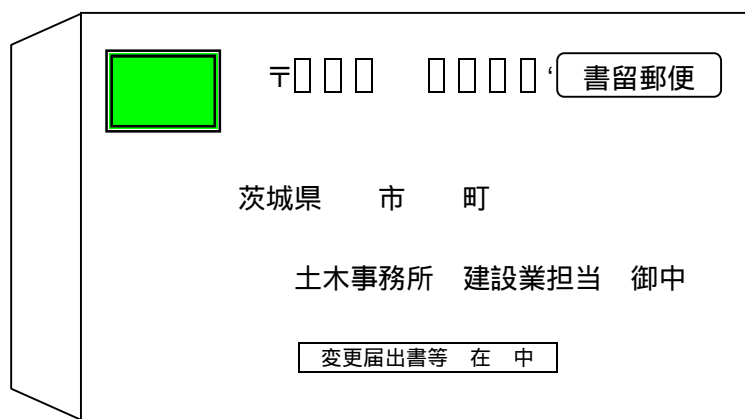 〒□□□ □□□□‘ 書留郵便
茨城県 市 町
土木事務所 建設業担当 御中
変更届出書等 在 中